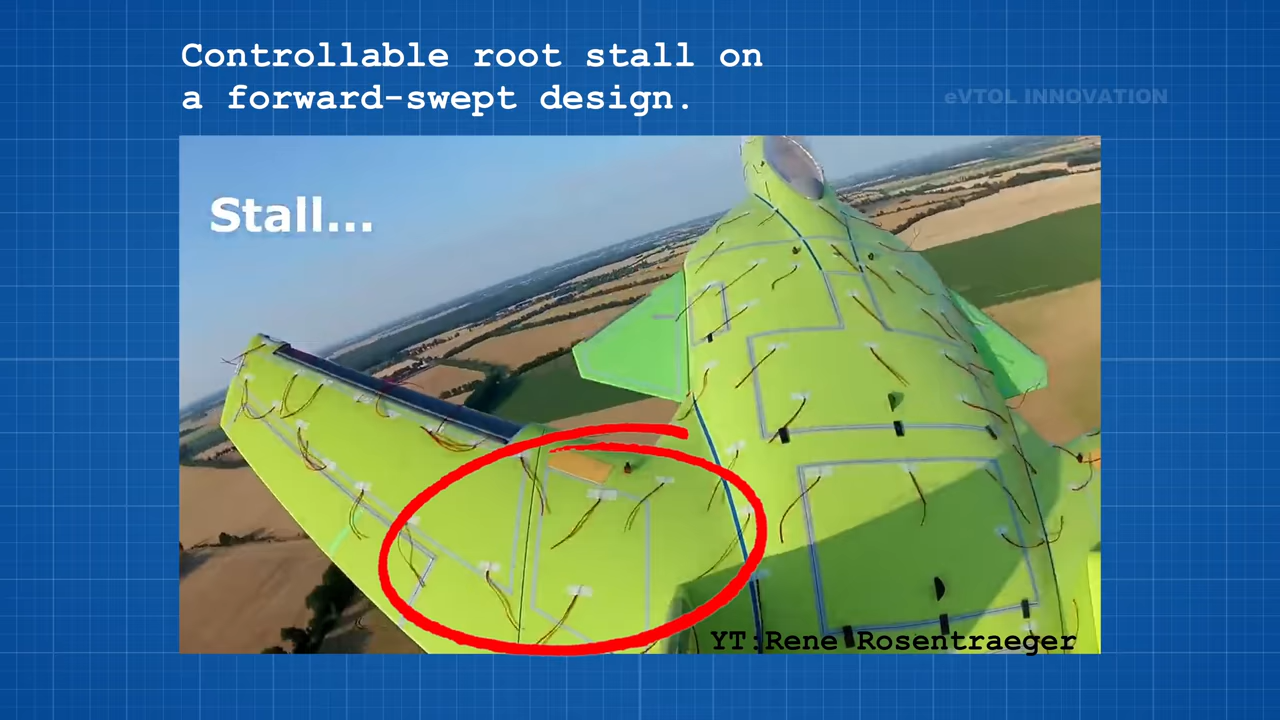 Controllable root stall on
a forward-swept design.
eVTOL INNOVATION
Stall...
YT:Rene Rosentraeger